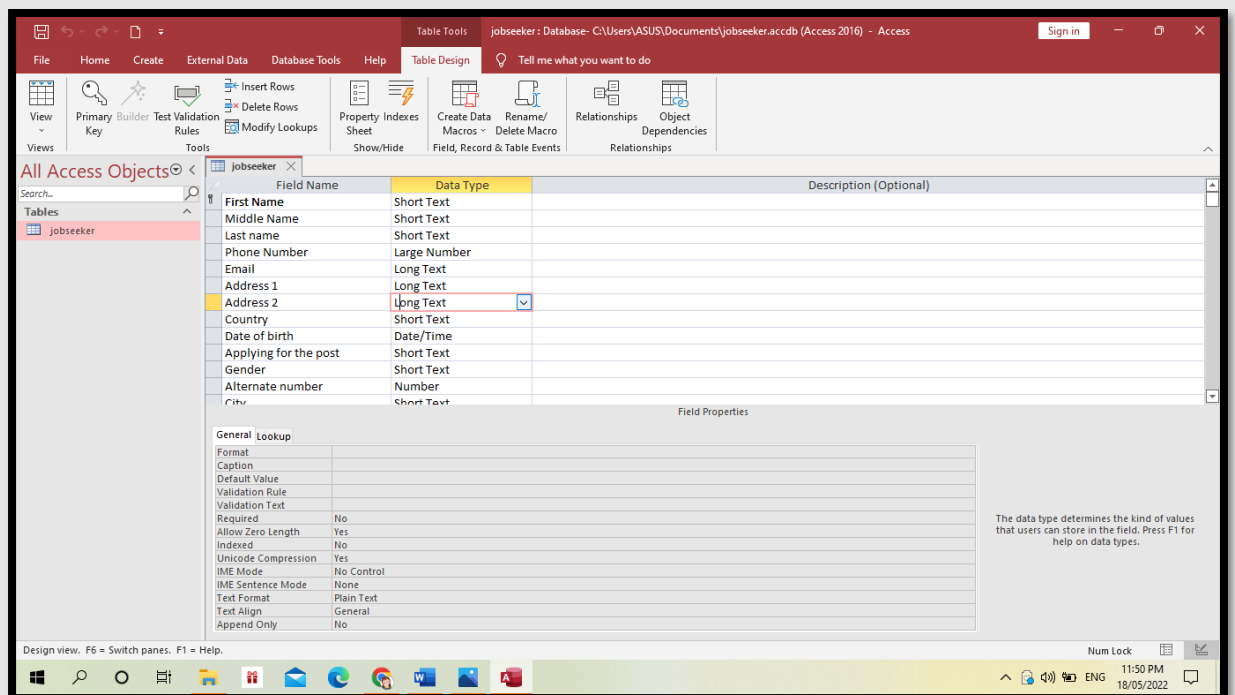 Table Tools jobseeker : Database- C:\Users\ASUS\Documents\jobseeker.accdb (Access 2016) - Access Sign in
File Home Create External Data Database Tools Help Table Design Tell me what you want to do
View
Views
Primary Key
Builder
Test Validation Rules
Insert Rows
Delete Rows
Modify Lookups
Tools
Property Sheet
Indexes
Show/Hide
Create Data Macros
Rename/ Delete Macro
Field, Record & Table Events
Relationships
Object Dependencies
Relationships
All Access Objects
Search...
Tables
jobseeker
jobseeker
Field Name Data Type Description (Optional)
First Name Short Text
Middle Name Short Text
Last name Short Text
Phone Number Large Number
Email Long Text
Address 1 Long Text
Address 2 Long Text
Country Short Text
Date of birth Date/Time
Applying for the post Short Text
Gender Short Text
Alternate number Number
City Short Text
Field Properties
General Lookup
Format
Caption
Default Value
Validation Rule
Validation Text
Required No
Allow Zero Length Yes
Indexed No
Unicode Compression Yes
IME Mode No Control
IME Sentence Mode None
Text Format Plain Text
Text Align General
Append Only No
The data type determines the kind of values
that users can store in the field. Press F1 for
help on data types.
Design view. F6 = Switch panes. F1 = Help. Num Lock
ENG
11:50 PM
18/05/2022